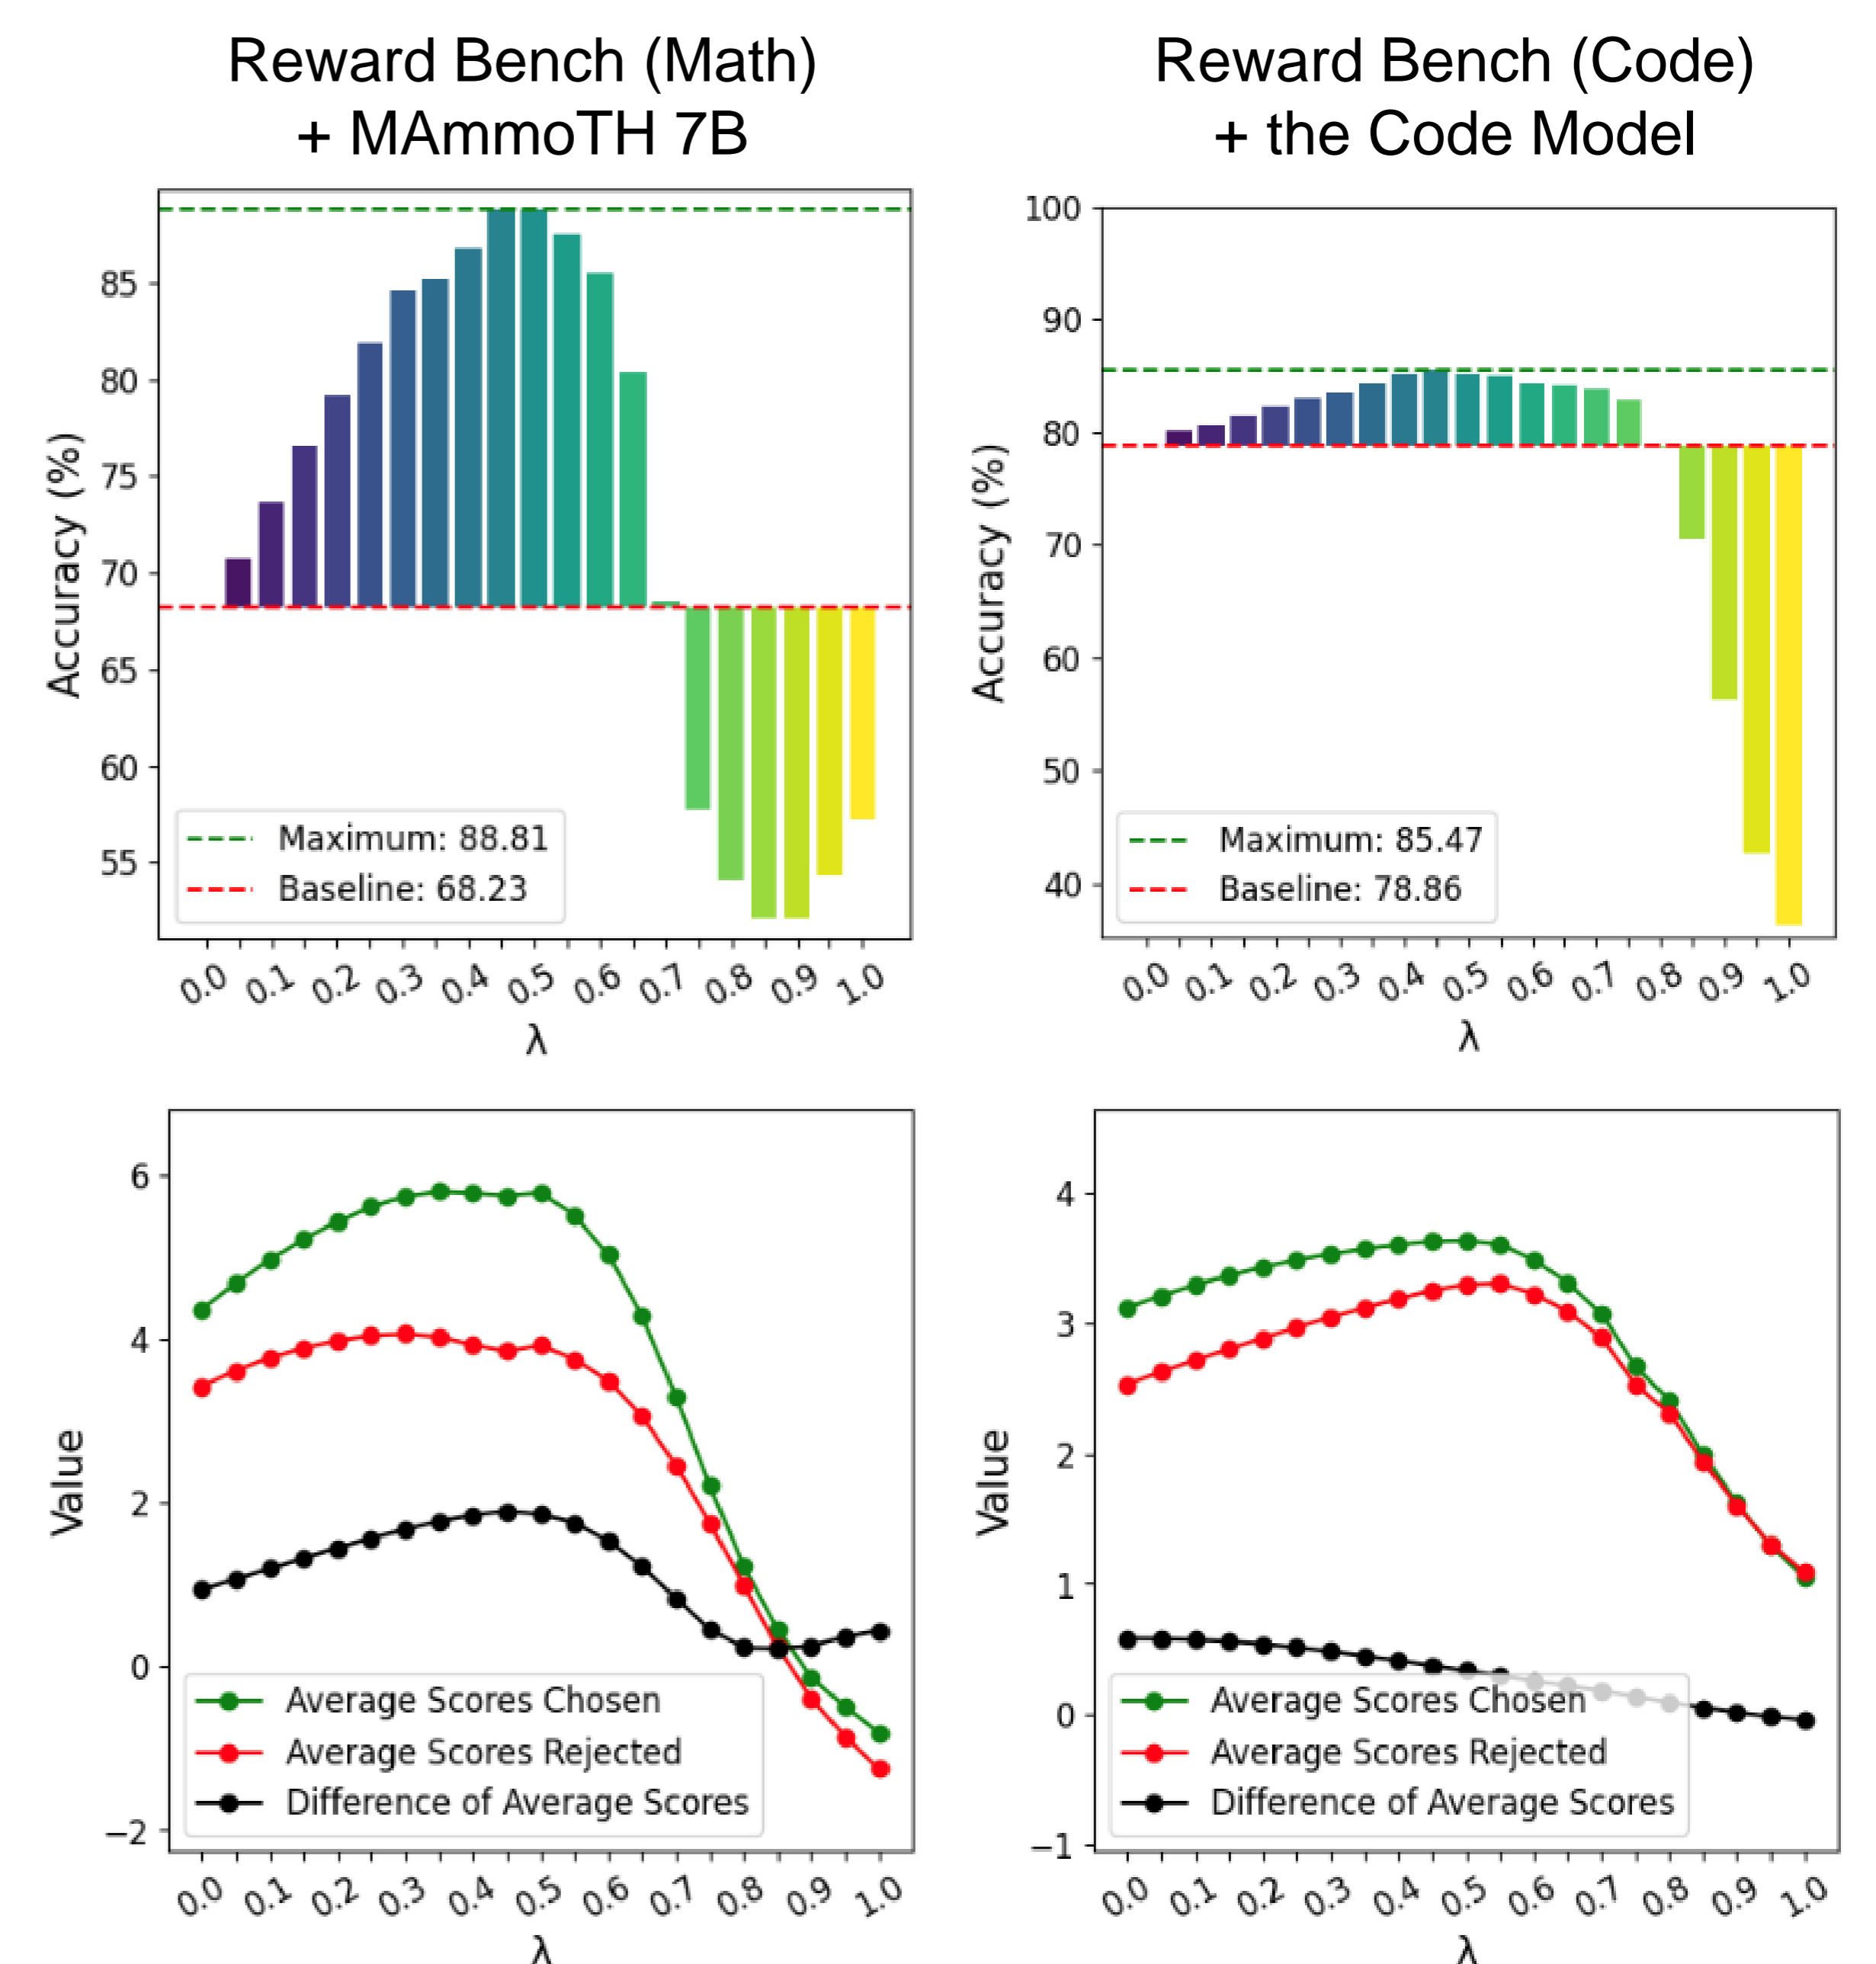 Reward Bench (Math)
+ MAmmoTH 7B
Reward Bench (Code)
+ the Code Model
Accuracy (%)
85
80
75
70
65
60
55
Maximum: 88.81
Baseline: 68.23
0.0 0.1 0.2 0.3 0.4 0.5 0.6 0.7 0.8 0.9 1.0
λ
Accuracy (%)
100
90
80
70
60
50
40
Maximum: 85.47
Baseline: 78.86
0.0 0.1 0.2 0.3 0.4 0.5 0.6 0.7 0.8 0.9 1.0
λ
Value
6
4
2
0
−2
Average Scores Chosen
Average Scores Rejected
Difference of Average Scores
0.0 0.1 0.2 0.3 0.4 0.5 0.6 0.7 0.8 0.9 1.0
λ
Value
4
3
2
1
0
−1
Average Scores Chosen
Average Scores Rejected
Difference of Average Scores
0.0 0.1 0.2 0.3 0.4 0.5 0.6 0.7 0.8 0.9 1.0
λ